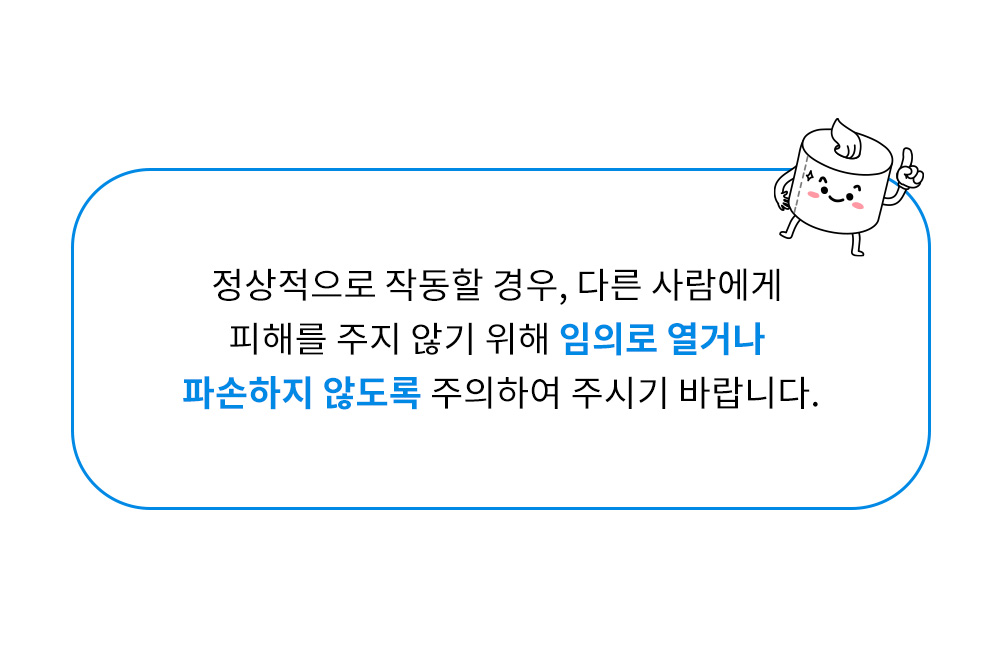 정상적으로 작동할 경우, 다른 사람에게
피해를 주지 않기 위해 임의로 열거나
파손하지 않도록 주의하여 주시기 바랍니다.